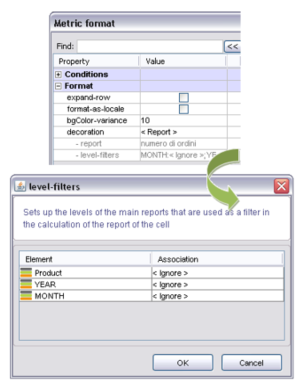 Metric format
Find:
<<
Property Value
Conditions
Format
expand-row
format-as-locale
bgColor-variance 10
decoration < Report >
- report numero di ordini
- level-filters MONTH:< Ignore >; YE
level-filters
Sets up the levels of the main reports that are used as a filter in
the calculation of the report of the cell
Element Association
Product < Ignore >
YEAR < Ignore >
MONTH < Ignore >
OK Cancel